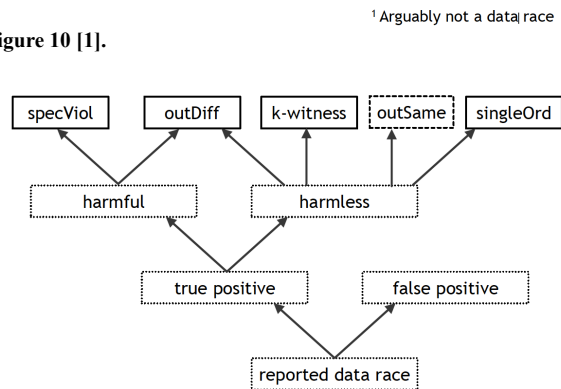 ¹ Arguably not a data race
igure 10 [1].
specViol outDiff k-witness outSame singleOrd
harmful harmless
true positive false positive
reported data race